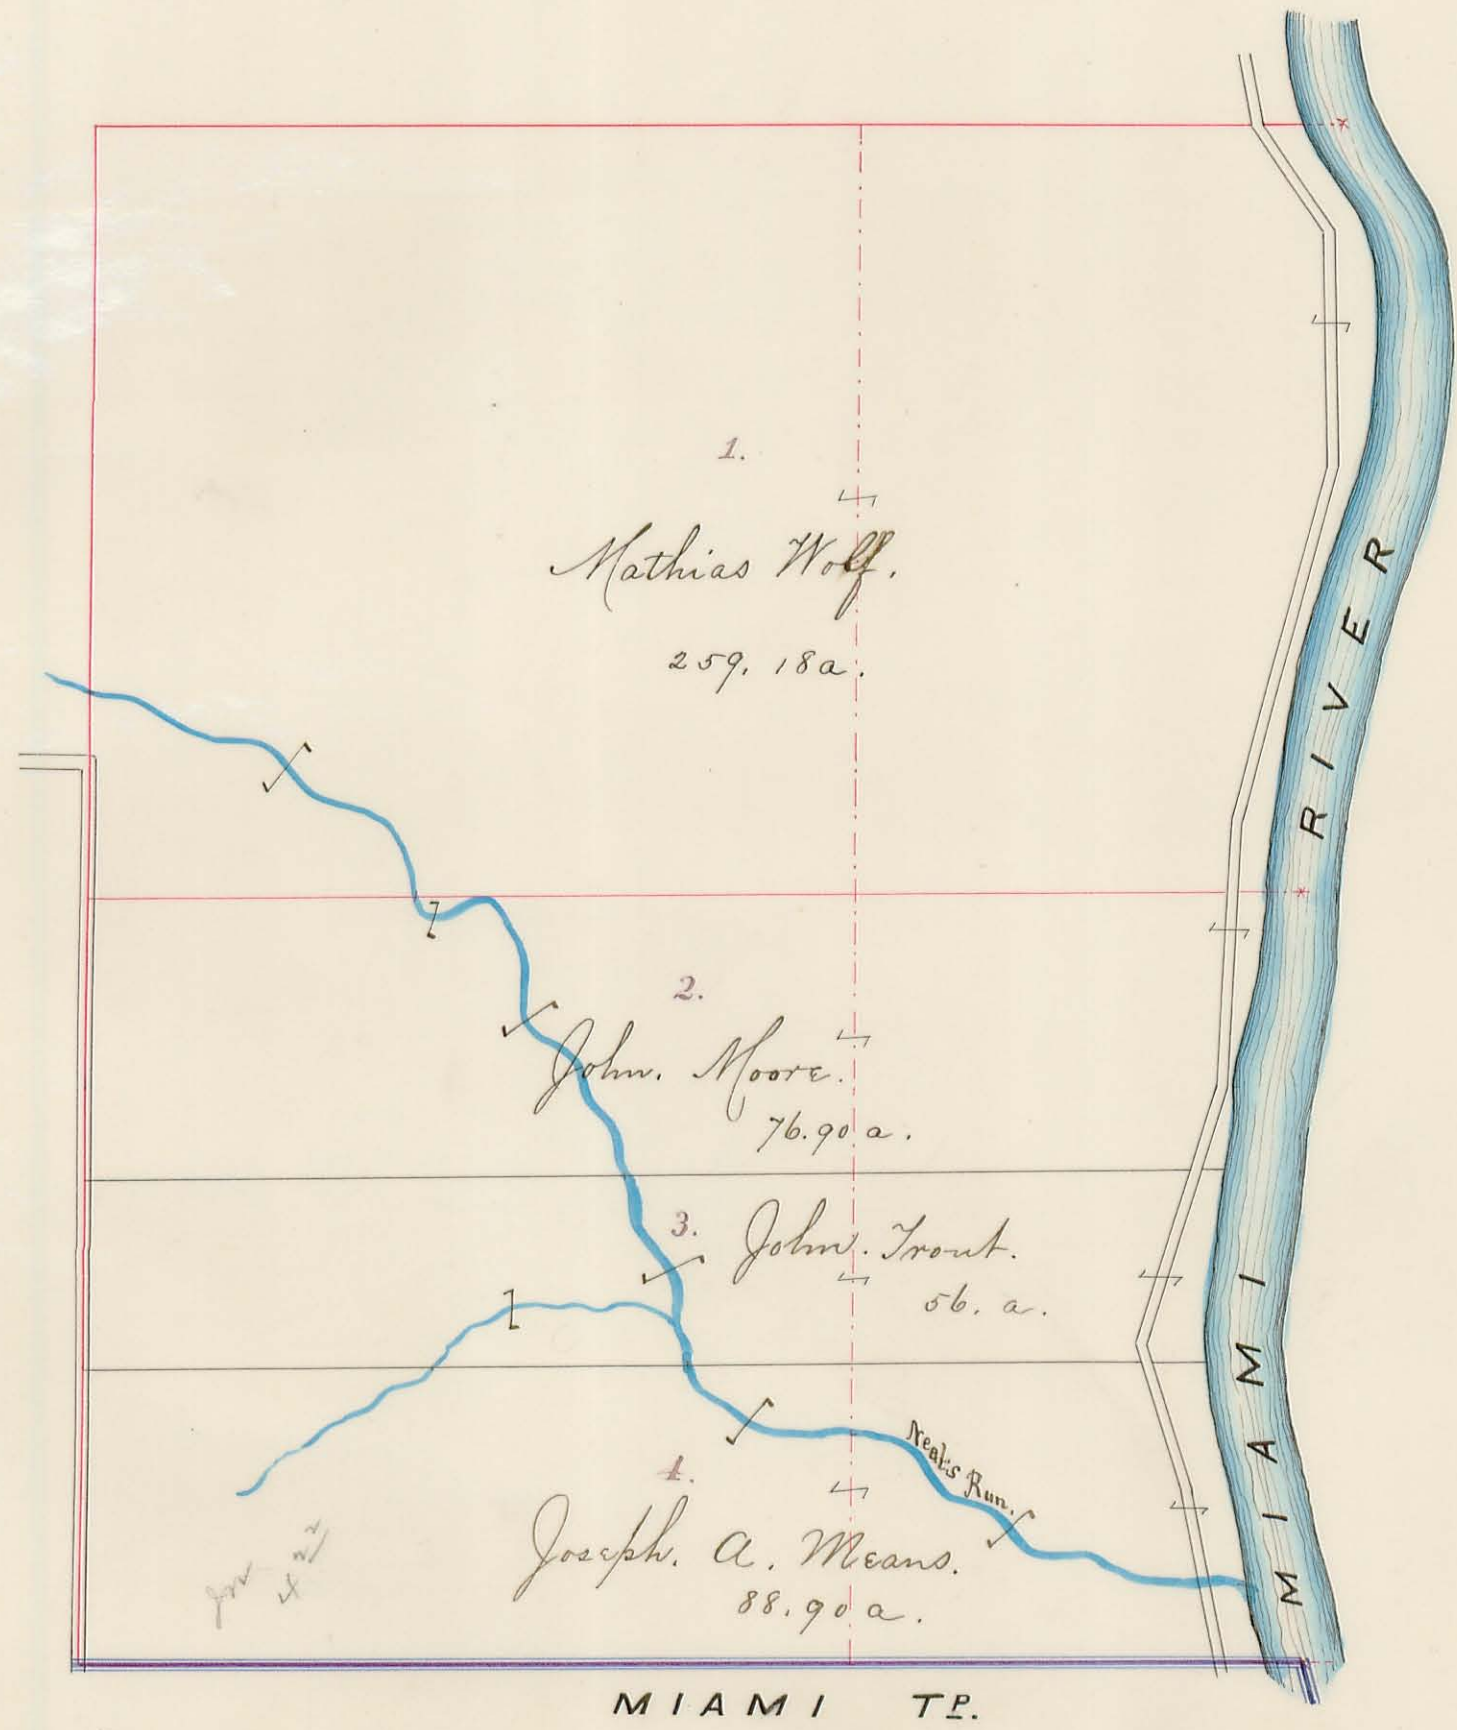 1.
Mathias Wolf.
259. 18a.
2.
John. Moore.
76.90 a.
3. John. Trout.
56. a.
4.
Neal's Run.
Joseph. A. Means.
88.90 a.
MIAMI RIVER
MIAMI TP.